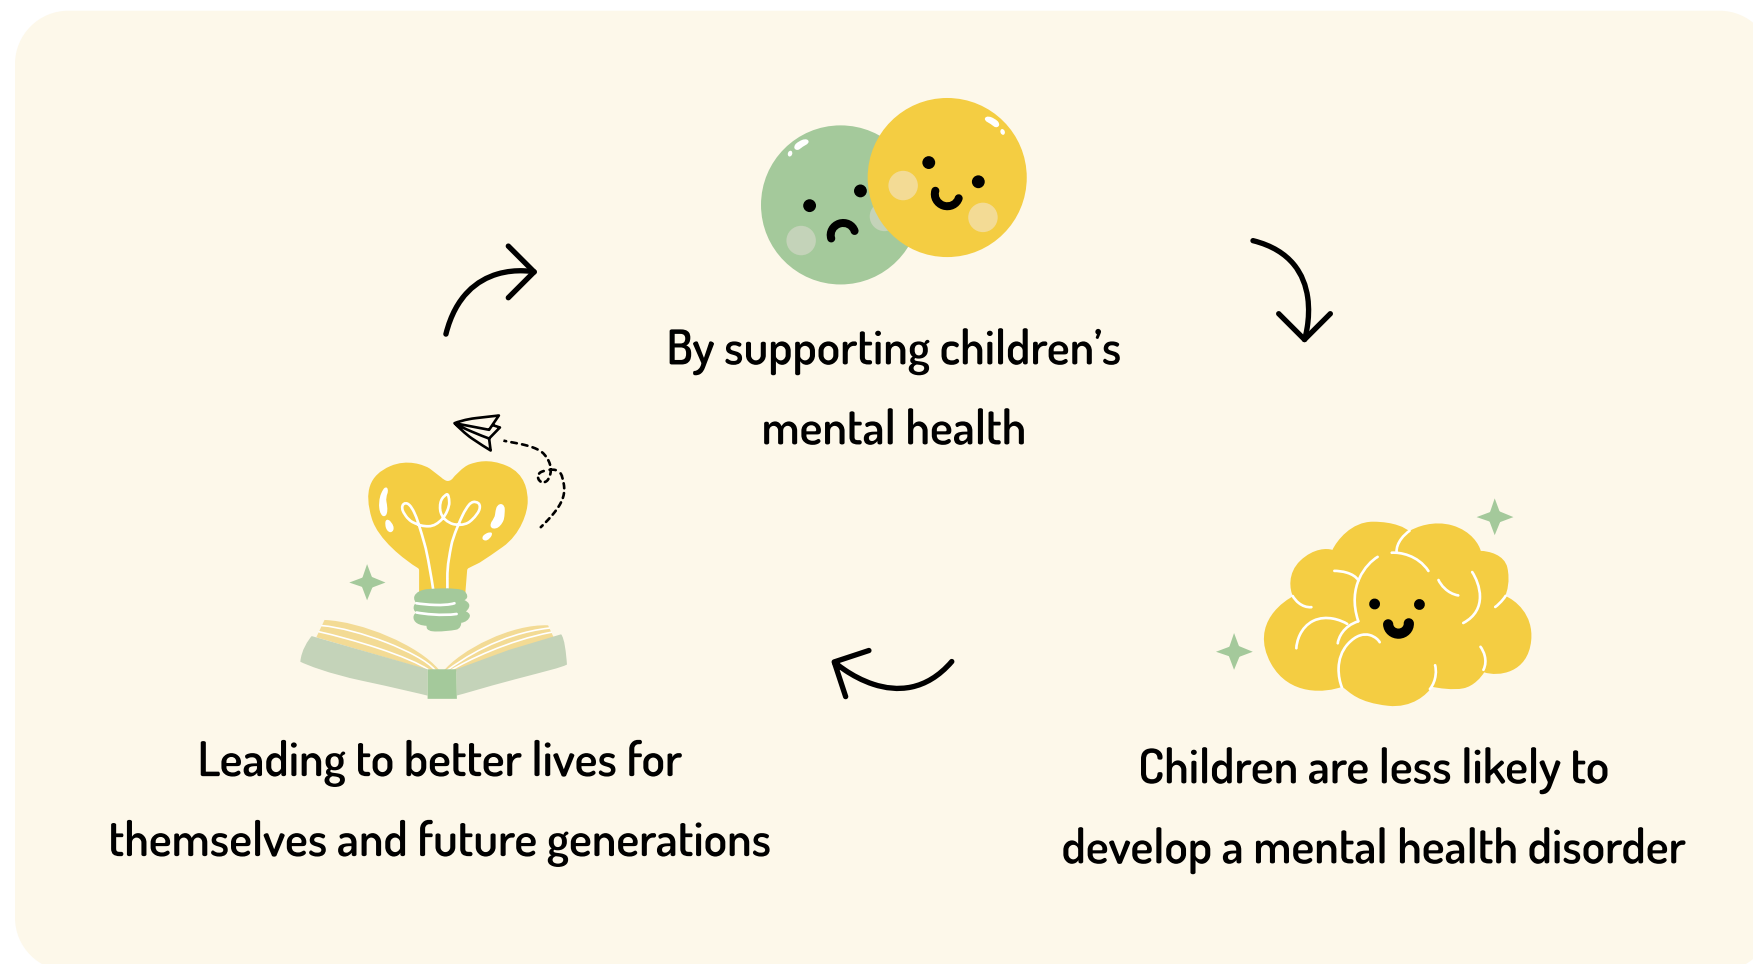 By supporting children’s
mental health
Children are less likely to
develop a mental health disorder
Leading to better lives for
themselves and future generations